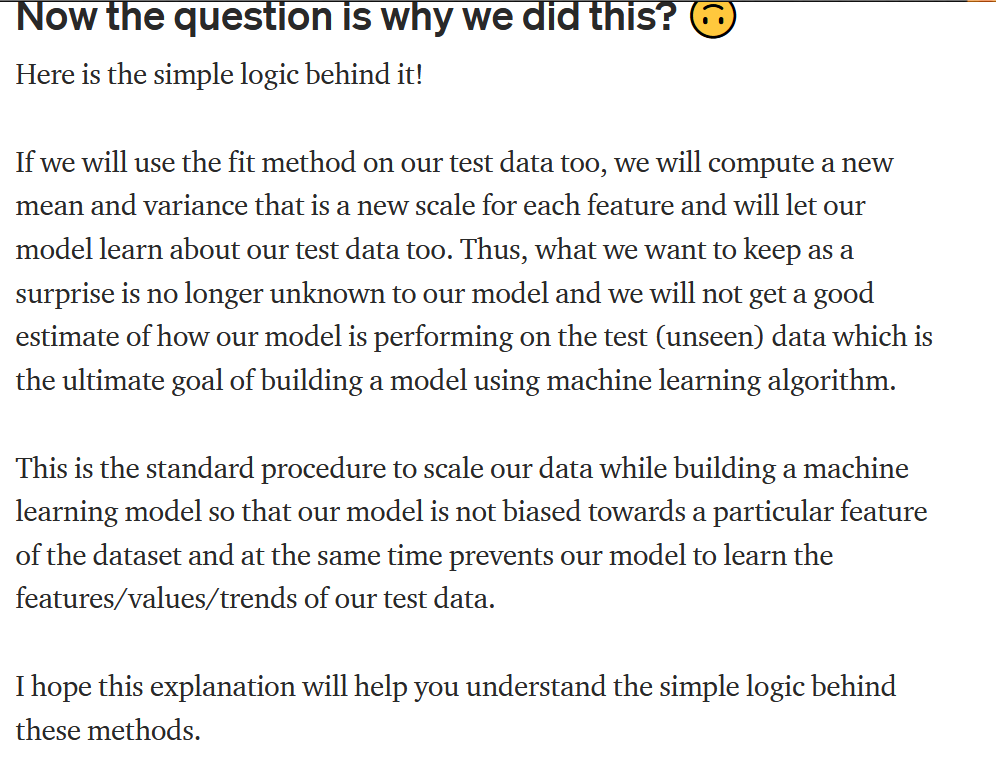 Now the question is why we did this? 🙃
Here is the simple logic behind it!
If we will use the fit method on our test data too, we will compute a new
mean and variance that is a new scale for each feature and will let our
model learn about our test data too. Thus, what we want to keep as a
surprise is no longer unknown to our model and we will not get a good
estimate of how our model is performing on the test (unseen) data which is
the ultimate goal of building a model using machine learning algorithm.
This is the standard procedure to scale our data while building a machine
learning model so that our model is not biased towards a particular feature
of the dataset and at the same time prevents our model to learn the
features/values/trends of our test data.
I hope this explanation will help you understand the simple logic behind
these methods.